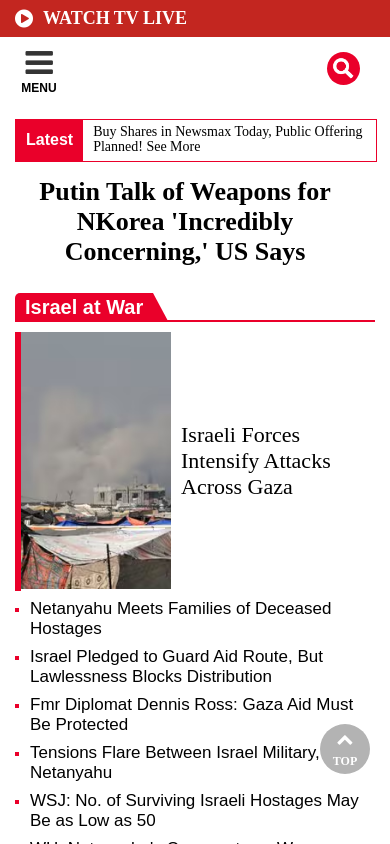 WATCH TV LIVE
MENU
Latest
Buy Shares in Newsmax Today, Public Offering
Planned! See More
Putin Talk of Weapons for
NKorea 'Incredibly
Concerning,' US Says
Israel at War
Israeli Forces
Intensify Attacks
Across Gaza
Netanyahu Meets Families of Deceased
Hostages
Israel Pledged to Guard Aid Route, But
Lawlessness Blocks Distribution
Fmr Diplomat Dennis Ross: Gaza Aid Must
Be Protected
Tensions Flare Between Israel Military,
Netanyahu
TOP
WSJ: No. of Surviving Israeli Hostages May
Be as Low as 50